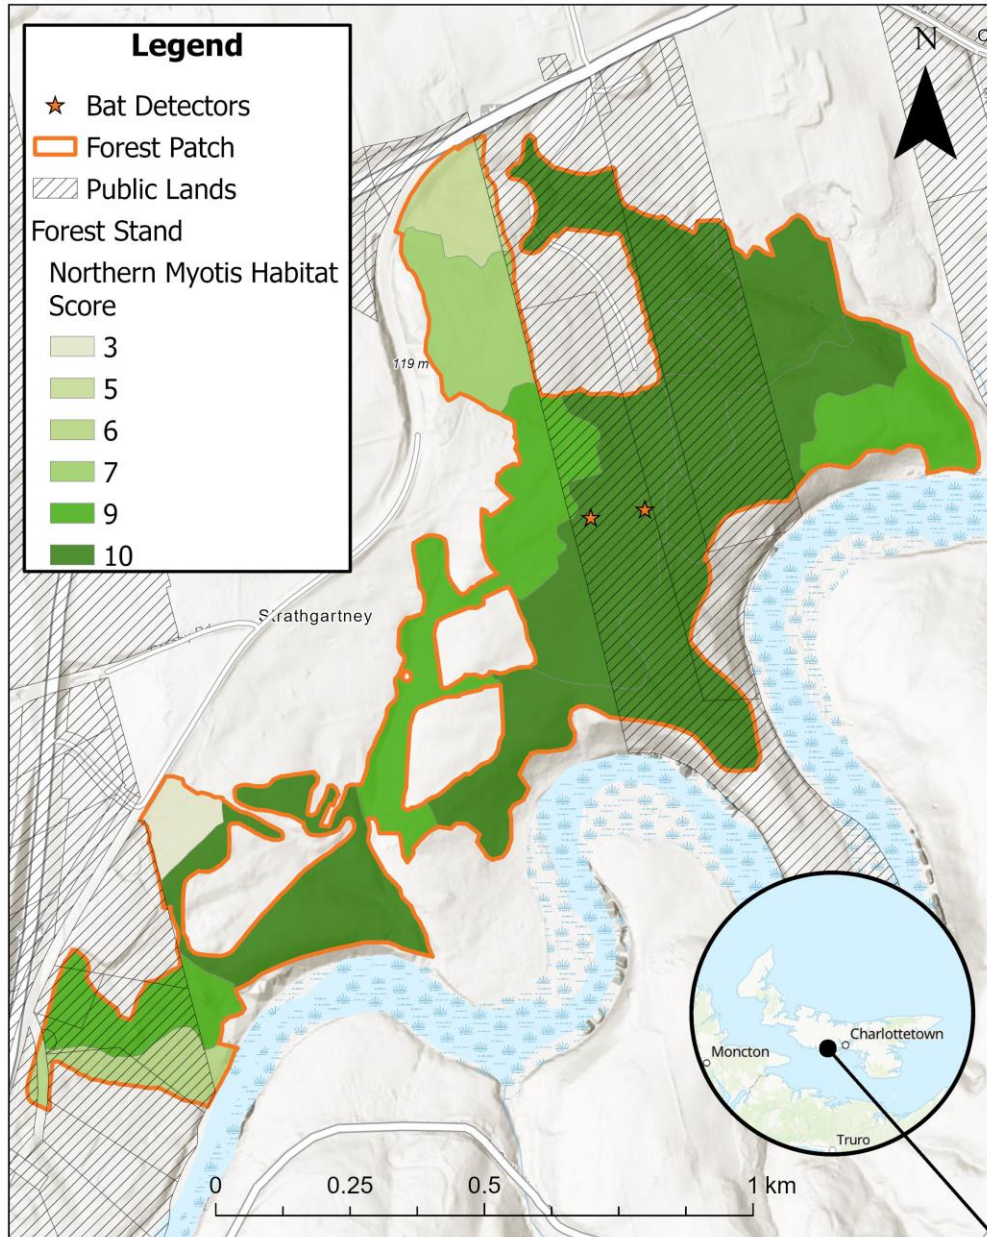 Legend
Bat Detectors
Forest Patch
Public Lands
Forest Stand
Northern Myotis Habitat
Score
3
5
6
7
9
10
N
119 m
Strathgartney
Charlottetown
Moncton
Truro
0 0.25 0.5 1 km